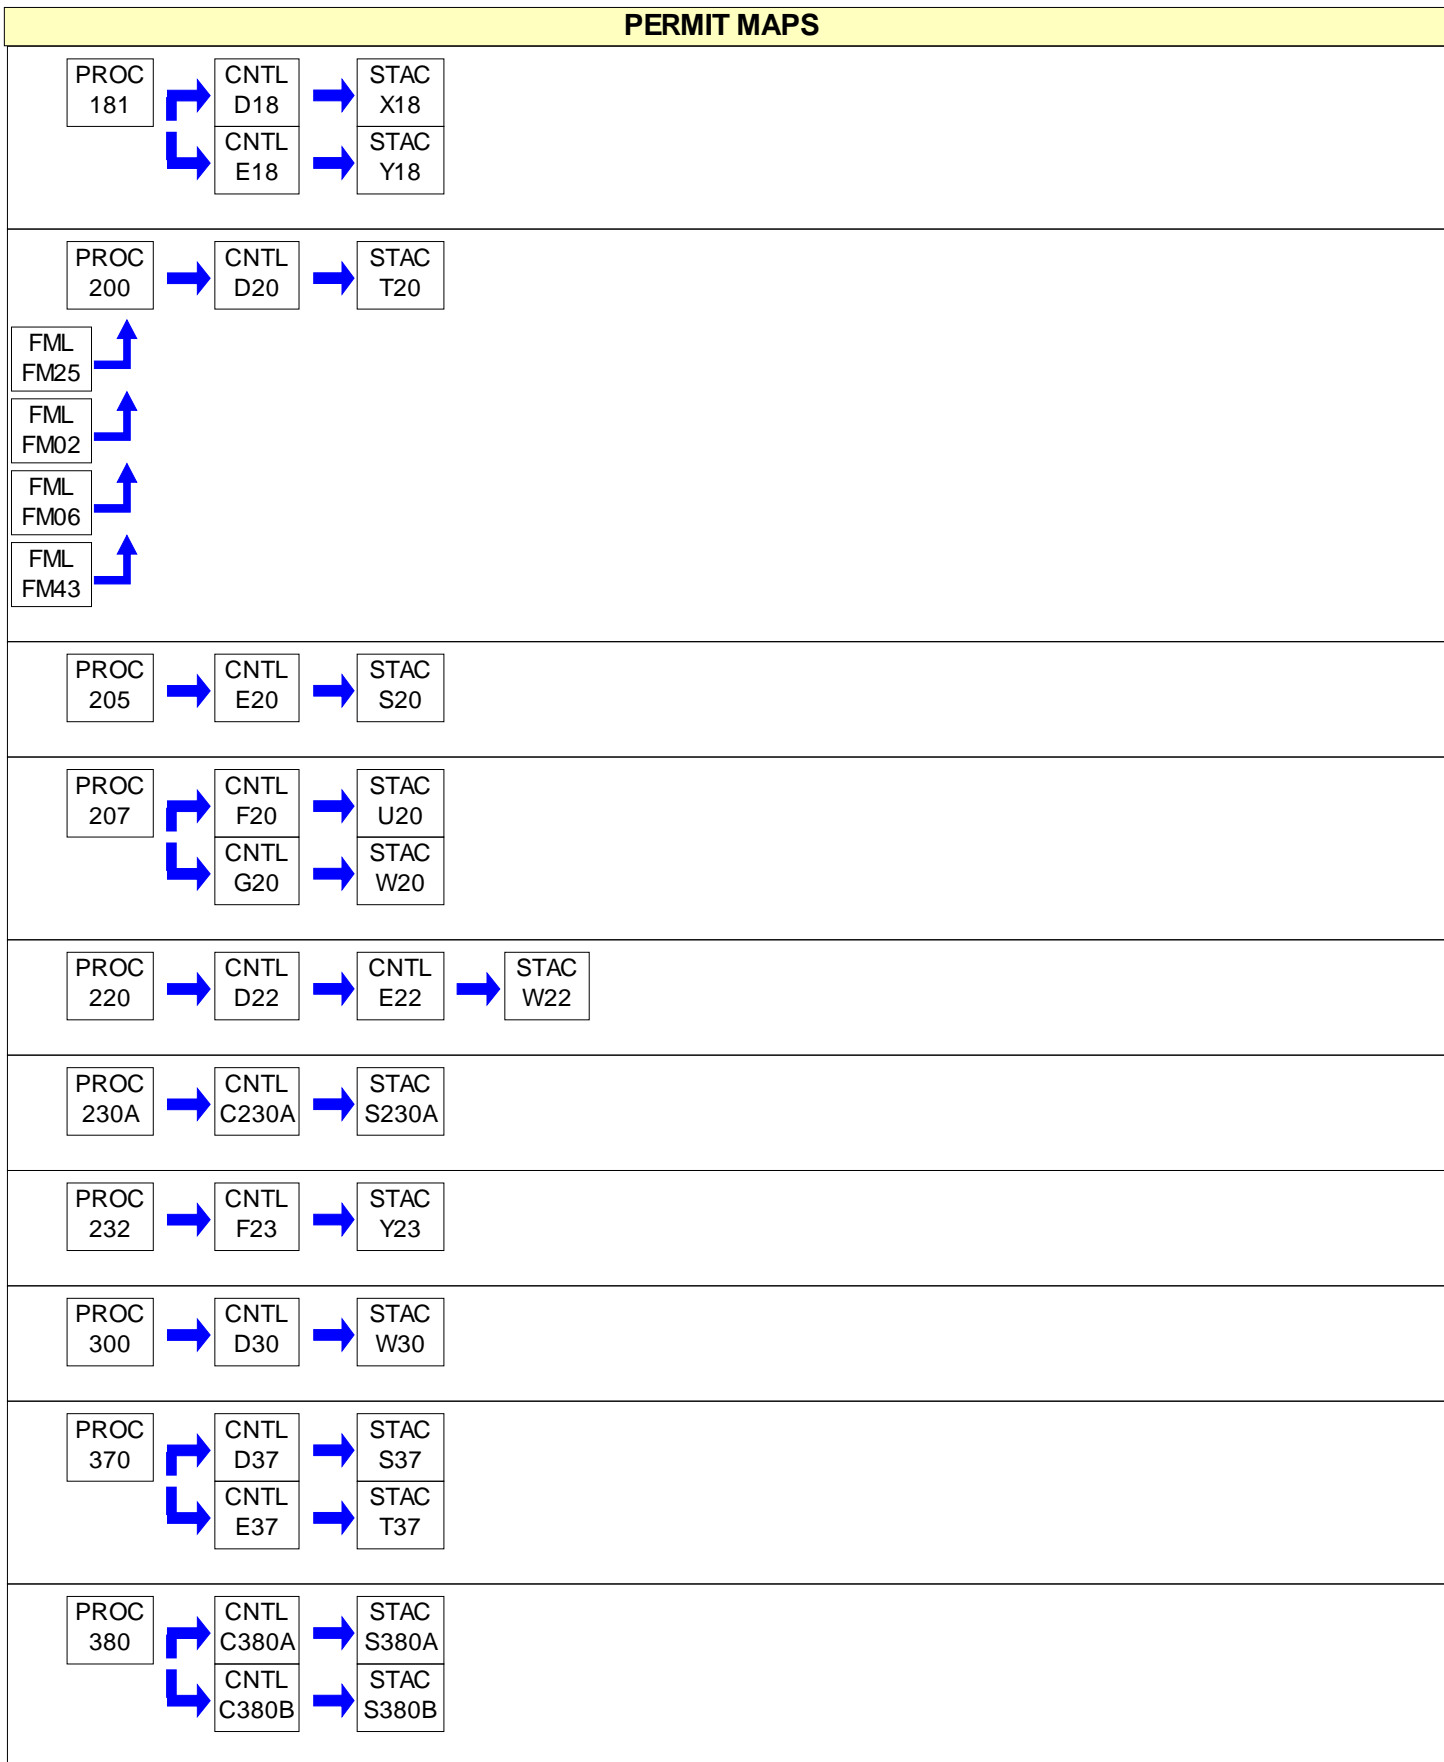 PERMIT MAPS
PROC
181
CNTL
D18
STAC
X18
CNTL
E18
STAC
Y18
PROC
200
CNTL
D20
STAC
T20
FML
FM25
FML
FM02
FML
FM06
FML
FM43
PROC
205
CNTL
E20
STAC
S20
PROC
207
CNTL
F20
STAC
U20
CNTL
G20
STAC
W20
PROC
220
CNTL
D22
CNTL
E22
STAC
W22
PROC
230A
CNTL
C230A
STAC
S230A
PROC
232
CNTL
F23
STAC
Y23
PROC
300
CNTL
D30
STAC
W30
PROC
370
CNTL
D37
STAC
S37
CNTL
E37
STAC
T37
PROC
380
CNTL
C380A
STAC
S380A
CNTL
C380B
STAC
S380B